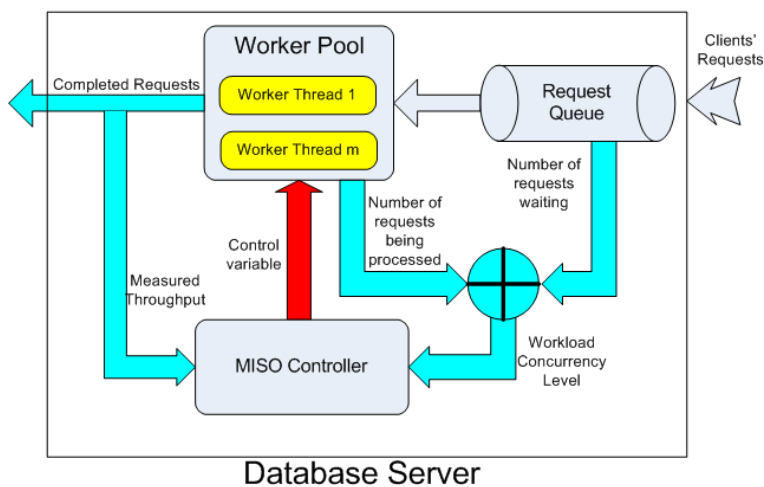 Worker Pool
Worker Thread 1
Worker Thread m
Completed Requests
Request
Queue
Clients'
Requests
Number of
requests
waiting
Number of
requests
being
processed
Control
variable
Measured
Throughput
MISO Controller
Workload
Concurrency
Level
Database Server